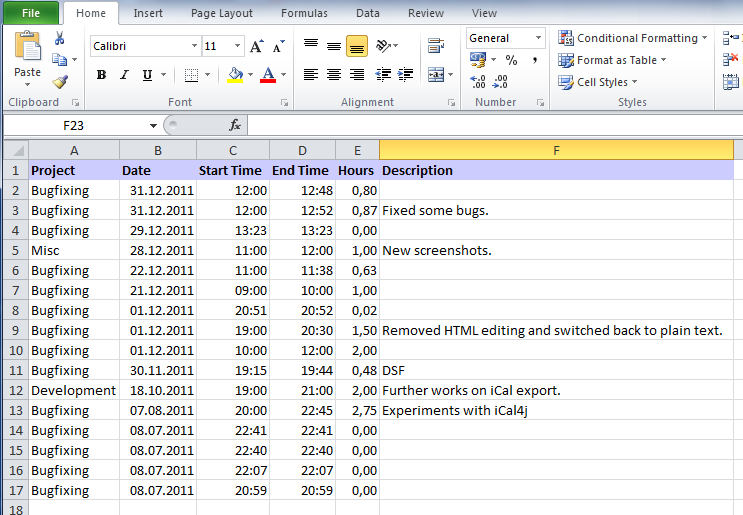 File Home Insert Page Layout Formulas Data Review View
Calibri 11 General Conditional Formatting
Paste B I U A A A % , Format as Table
Cell Styles
Clipboard Font Alignment Number Styles
F23 fx
A B C D E F
1 Project Date Start Time End Time Hours Description
2 Bugfixing 31.12.2011 12:00 12:48 0,80
3 Bugfixing 31.12.2011 12:00 12:52 0,87 Fixed some bugs.
4 Bugfixing 29.12.2011 13:23 13:23 0,00
5 Misc 28.12.2011 11:00 12:00 1,00 New screenshots.
6 Bugfixing 22.12.2011 11:00 11:38 0,63
7 Bugfixing 21.12.2011 09:00 10:00 1,00
8 Bugfixing 01.12.2011 20:51 20:52 0,02
9 Bugfixing 01.12.2011 19:00 20:30 1,50 Removed HTML editing and switched back to plain text.
10 Bugfixing 01.12.2011 10:00 12:00 2,00
11 Bugfixing 30.11.2011 19:15 19:44 0,48 DSF
12 Development 18.10.2011 19:00 21:00 2,00 Further works on iCal export.
13 Bugfixing 07.08.2011 20:00 22:45 2,75 Experiments with iCal4j
14 Bugfixing 08.07.2011 22:41 22:41 0,00
15 Bugfixing 08.07.2011 22:40 22:40 0,00
16 Bugfixing 08.07.2011 22:07 22:07 0,00
17 Bugfixing 08.07.2011 20:59 20:59 0,00
18